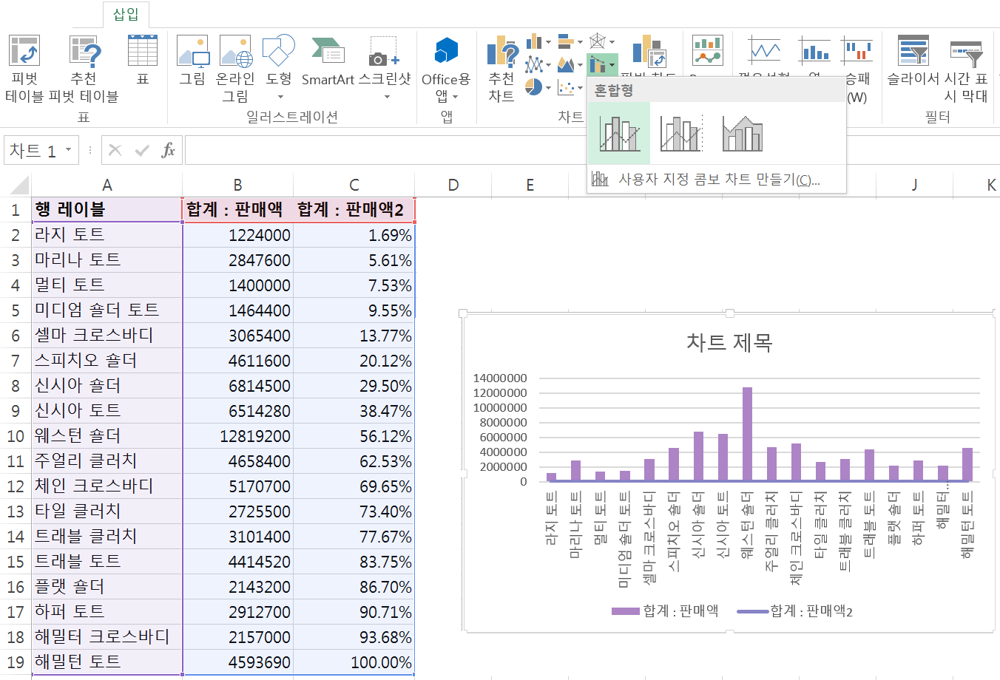 삽입
피벗 테이블
추천 피벗 테이블
표
그림
온라인 그림
도형
SmartArt
스크린샷
Office용 앱
추천 차트
슬라이서
시간 표시 막대
승패(W)
표
일러스트레이션
앱
차트
필터
혼합형
사용자 지정 콤보 차트 만들기(C)...
차트 1
fx
A B C D E J K
1 행 레이블 합계 : 판매액 합계 : 판매액2
2 라지 토트 1224000 1.69%
3 마리나 토트 2847600 5.61%
4 멀티 토트 1400000 7.53%
5 미디엄 숄더 토트 1464400 9.55%
6 셀마 크로스바디 3065400 13.77%
7 스피치오 숄더 4611600 20.12%
8 신시아 숄더 6814500 29.50%
9 신시아 토트 6514280 38.47%
10 웨스턴 숄더 12819200 56.12%
11 주얼리 클러치 4658400 62.53%
12 체인 크로스바디 5170700 69.65%
13 타일 클러치 2725500 73.40%
14 트래블 클러치 3101400 77.67%
15 트래블 토트 4414520 83.75%
16 플랫 숄더 2143200 86.70%
17 하퍼 토트 2912700 90.71%
18 해밀터 크로스바디 2157000 93.68%
19 해밀턴 토트 4593690 100.00%
차트 제목
14000000
12000000
10000000
8000000
6000000
4000000
2000000
0
라지 토트
마리나 토트
멀티 토트
미디엄 숄더 토트
셀마 크로스바디
스피치오 숄더
신시아 숄더
신시아 토트
웨스턴 숄더
주얼리 클러치
체인 크로스바디
타일 클러치
트래블 클러치
트래블 토트
플랫 숄더
하퍼 토트
해밀터...
해밀턴 토트
합계 : 판매액 합계 : 판매액2